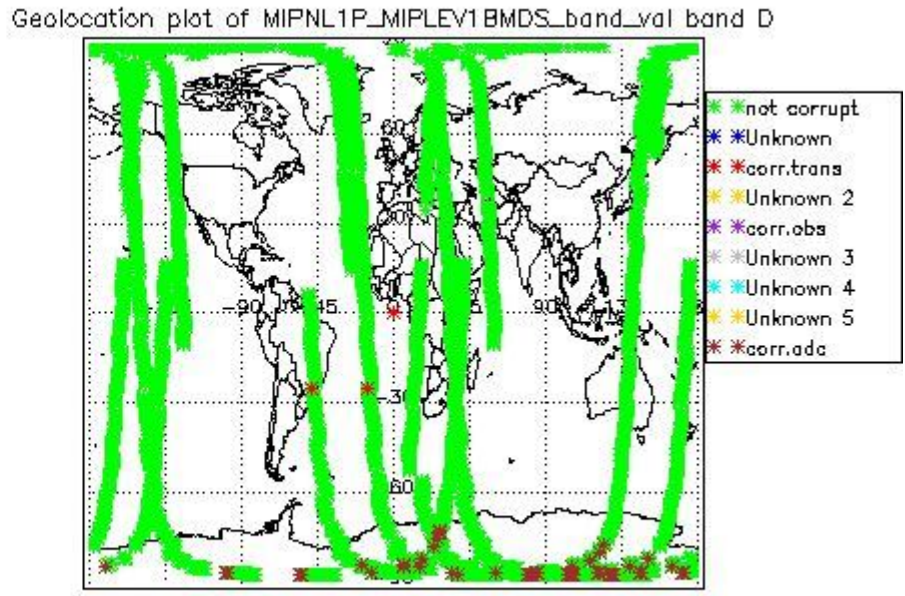 Geolocation plot of MIPNL1P_MIPLEV1BMDS_band_val band D
not corrupt
Unknown
corr.trans
Unknown 2
corr.obs
Unknown 3
Unknown 4
Unknown 5
corr.adc
60
-90
45
90
-30
60